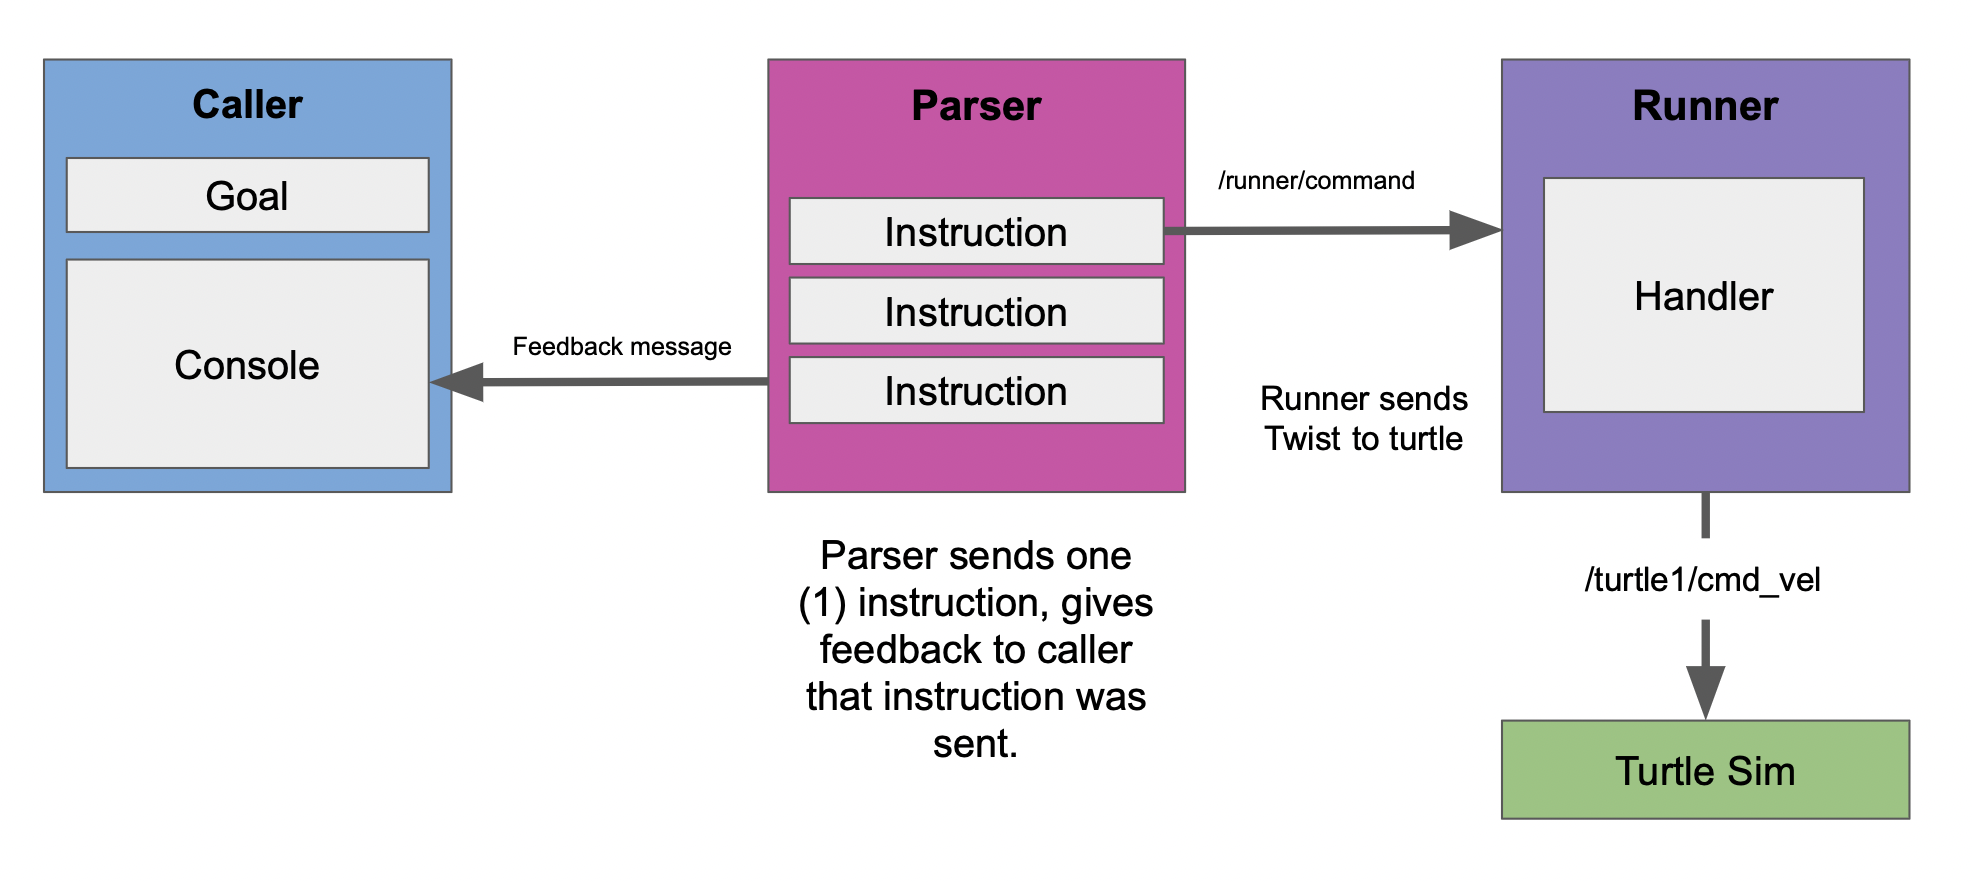 Caller
Goal
Console
Feedback message
Parser
Instruction
Instruction
Instruction
Parser sends one
(1) instruction, gives
feedback to caller
that instruction was
sent.
/runner/command
Runner sends
Twist to turtle
Runner
Handler
/turtle1/cmd_vel
Turtle Sim